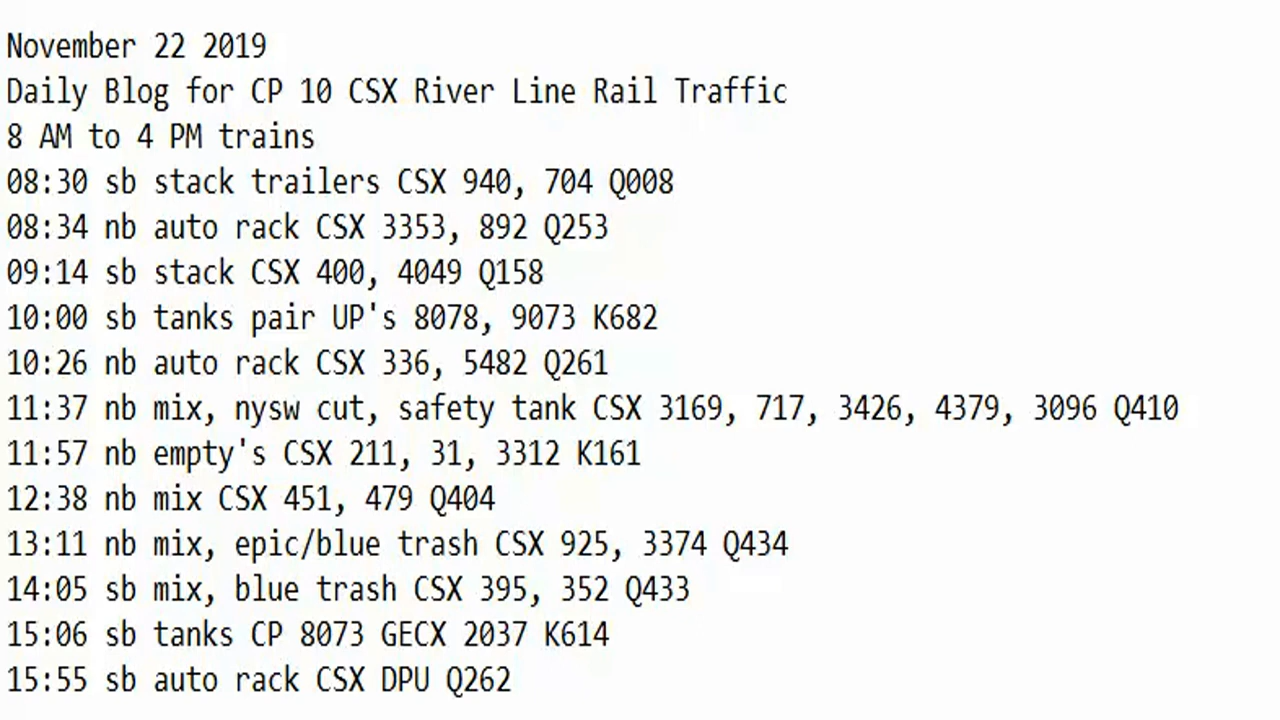 November 22 2019
Daily Blog for CP 10 CSX River Line Rail Traffic
8 AM to 4 PM trains
08:30 sb stack trailers CSX 940, 704 Q008
08:34 nb auto rack CSX 3353, 892 Q253
09:14 sb stack CSX 400, 4049 Q158
10:00 sb tanks pair UP's 8078, 9073 K682
10:26 nb auto rack CSX 336, 5482 Q261
11:37 nb mix, nysw cut, safety tank CSX 3169, 717, 3426, 4379, 3096 Q410
11:57 nb empty's CSX 211, 31, 3312 K161
12:38 nb mix CSX 451, 479 Q404
13:11 nb mix, epic/blue trash CSX 925, 3374 Q434
14:05 sb mix, blue trash CSX 395, 352 Q433
15:06 sb tanks CP 8073 GECX 2037 K614
15:55 sb auto rack CSX DPU Q262